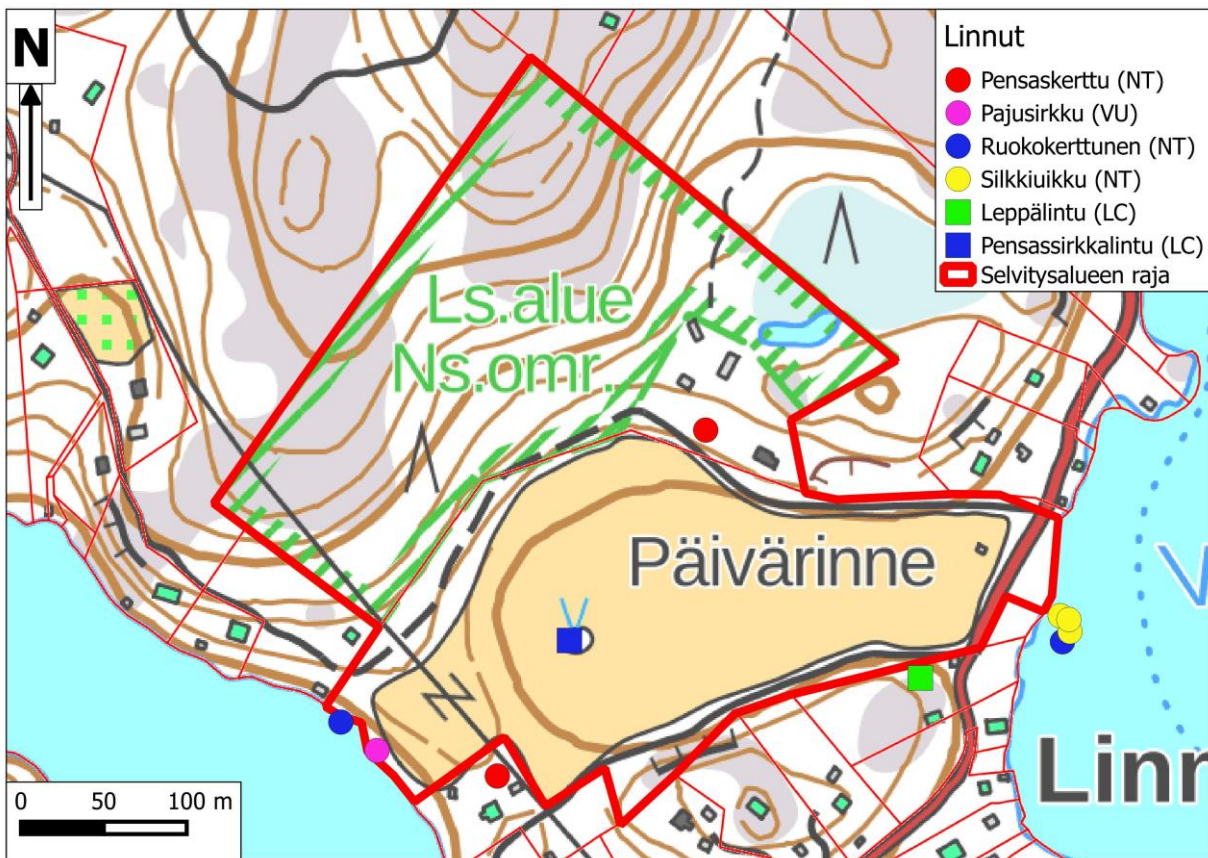 N
Linnut
Pensaskerttu (NT)
Pajusirkku (VU)
Ruokokerttunen (NT)
Silkkiuikku (NT)
Leppälintu (LC)
Pensassirkkalintu (LC)
Selvitysalueen raja
Ls.alue
Ns.omr.
Päivärinne
V
Linn
0 50 100 m